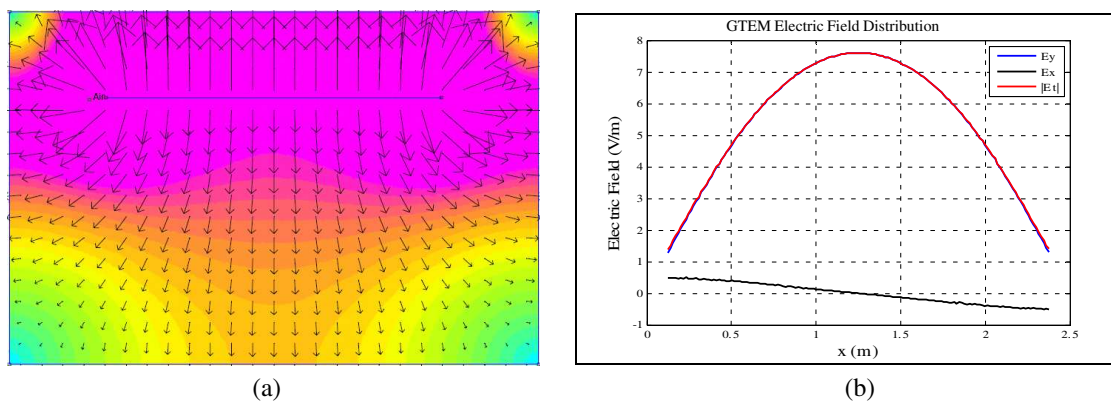 Air
GTEM Electric Field Distribution
8
7
6
5
4
3
2
1
0
-1
Electric Field (V/m)
Ey
Ex
|Et|
0
0.5
1
1.5
2
2.5
x (m)
(a)
(b)